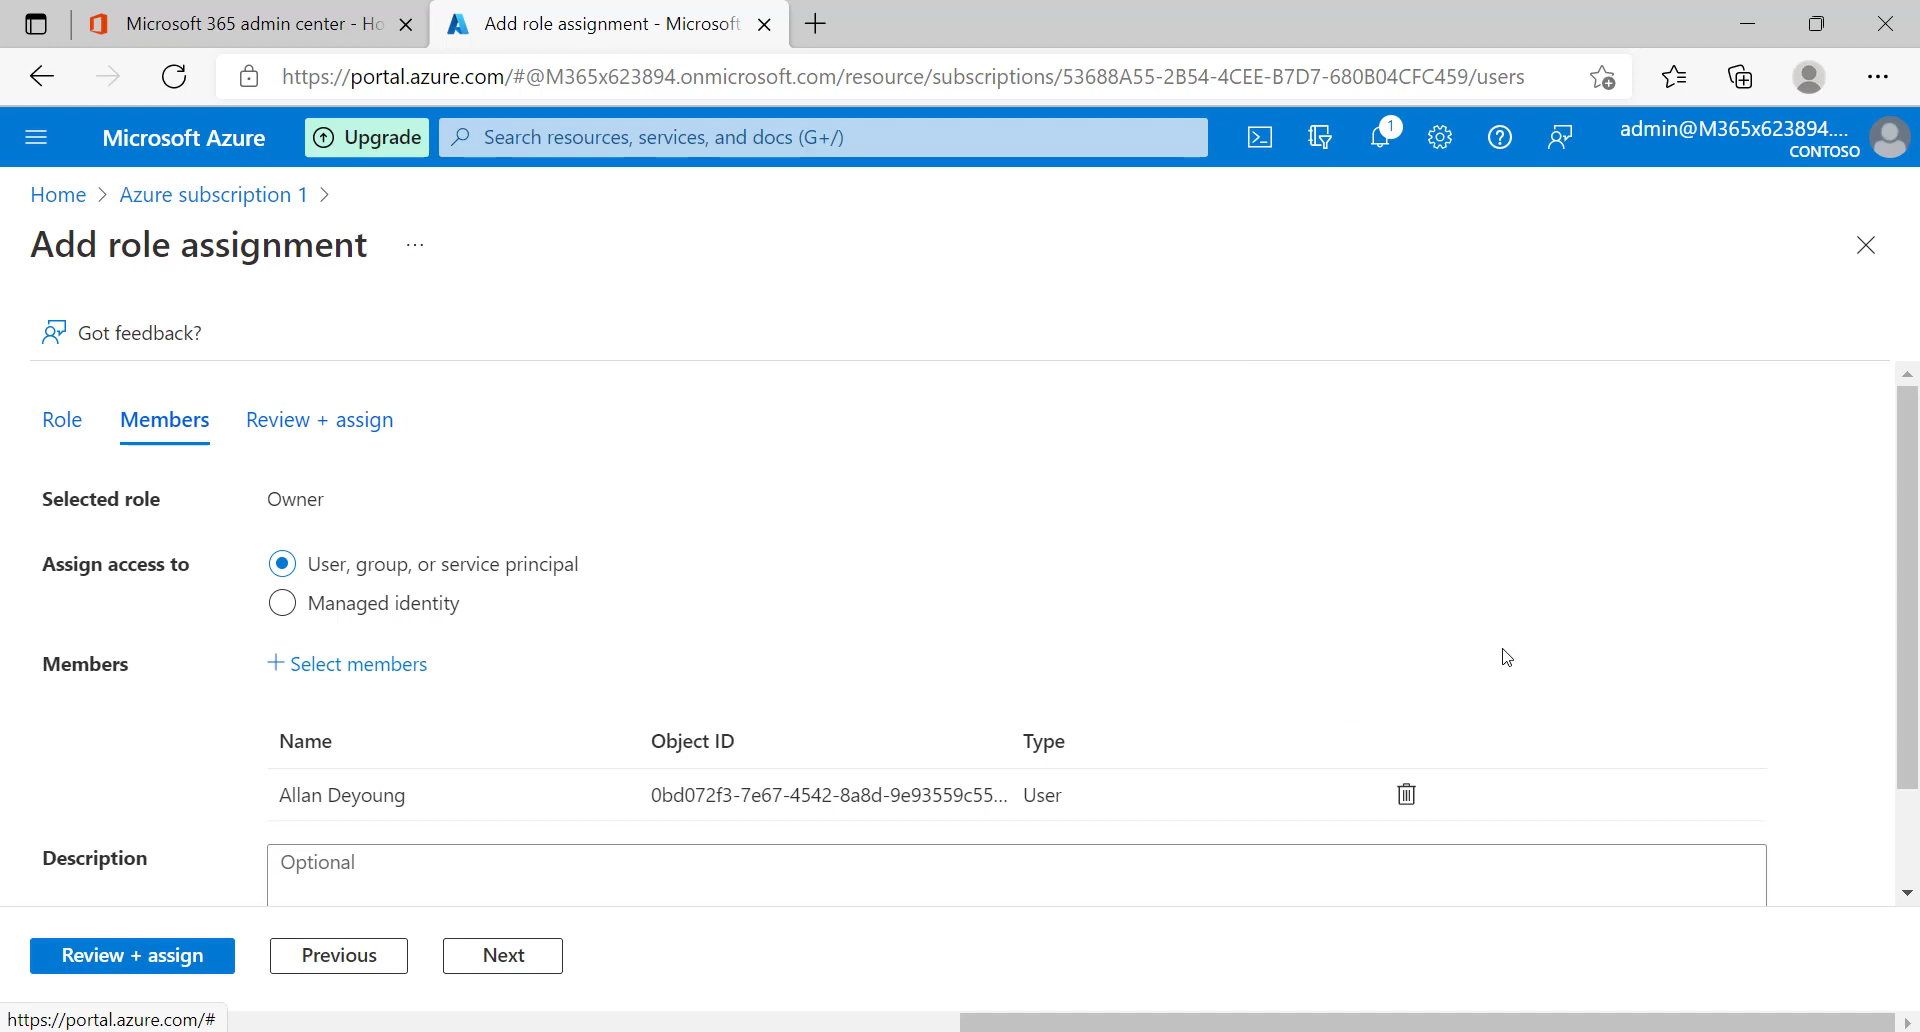 Microsoft 365 admin center - Ho
Add role assignment - Microsoft
https://portal.azure.com/#@M365x623894.onmicrosoft.com/resource/subscriptions/53688A55-2B54-4CEE-B7D7-680B04CFC459/users
Microsoft Azure
Upgrade
Search resources, services, and docs (G+/)
1
admin@M365x623894....
CONTOSO
Home > Azure subscription 1 >
Add role assignment ...
Got feedback?
Role Members Review + assign
Selected role Owner
Assign access to User, group, or service principal
Managed identity
Members + Select members
Name Object ID Type
Allan Deyoung 0bd072f3-7e67-4542-8a8d-9e93559c55... User
Description Optional
Review + assign Previous Next
https://portal.azure.com/#